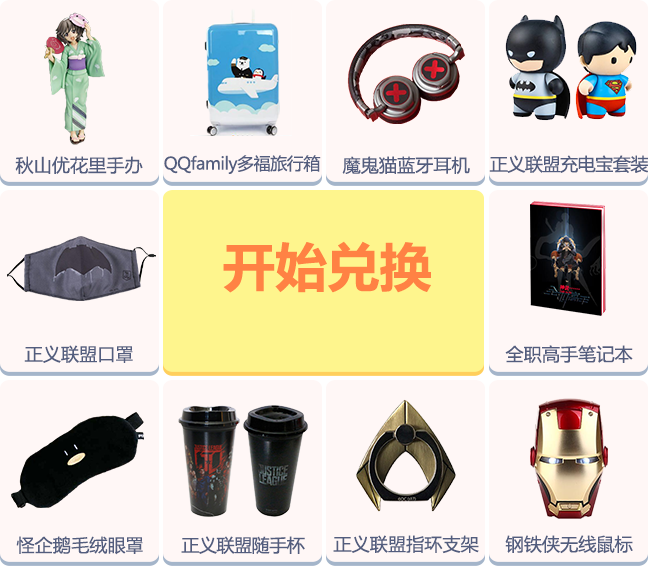 秋山优花里手办
QQfamily多福旅行箱
魔鬼猫蓝牙耳机
正义联盟充电宝套装
正义联盟口罩
开始兑换
全职高手笔记本
怪企鹅毛绒眼罩
JUSTICE
LEAGUE
正义联盟随手杯
正义联盟指环支架
钢铁侠无线鼠标